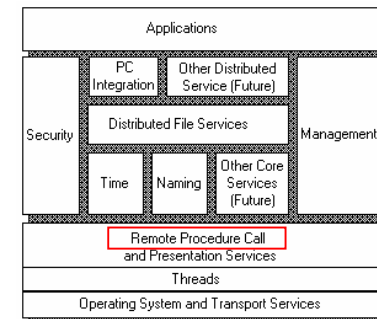 Applications
PC
Integration
Other Distributed
Service (Future)
Security
Distributed File Services
Management
Time
Naming
Other Core
Services
(Future)
Remote Procedure Call
and Presentation Services
Threads
Operating System and Transport Services